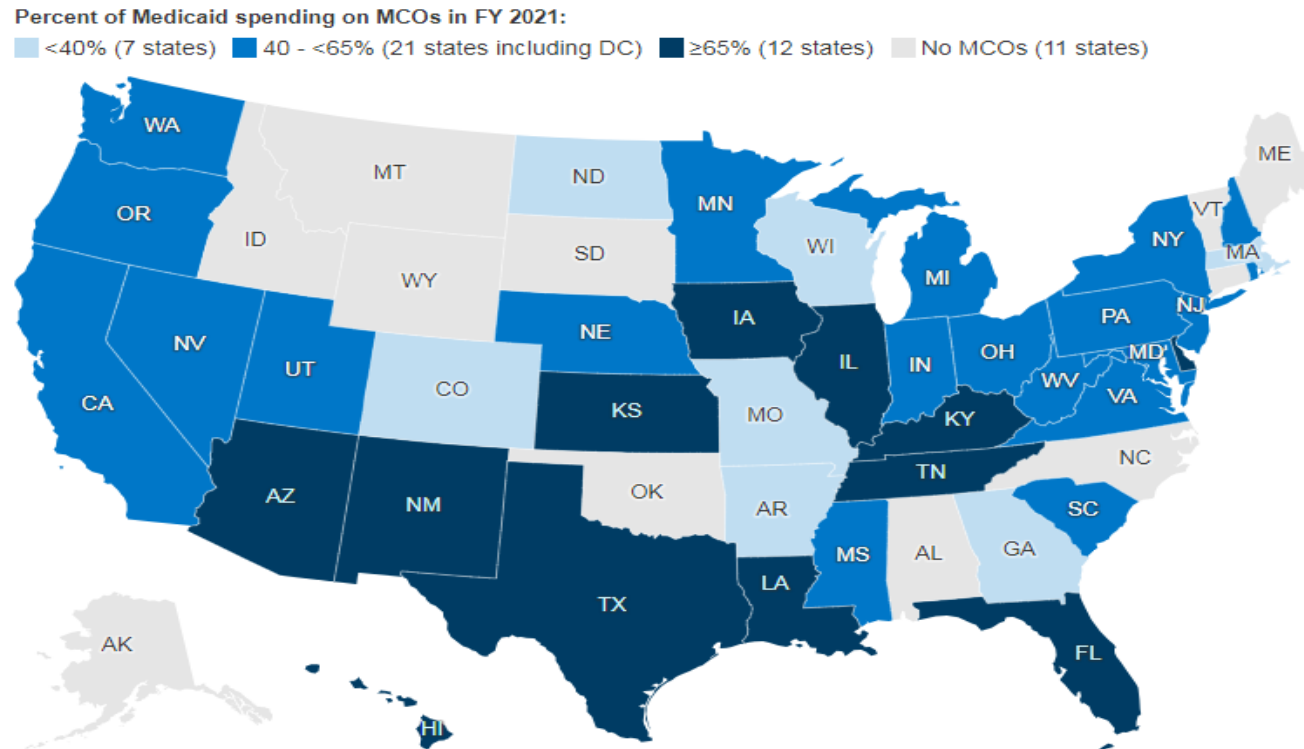 Percent of Medicaid spending on MCOs in FY 2021:
<40% (7 states) 40 - <65% (21 states including DC) ≥65% (12 states) No MCOs (11 states)
WA
MT
ND
MN
ME
OR
ID
SD
WI
VT
NY
MA
WY
MI
IA
NE
PA
NJ
NV
UT
CO
IL
IN
OH
MD
WV
VA
CA
KS
MO
KY
NC
AZ
NM
OK
AR
TN
SC
MS
AL
GA
TX
LA
AK
FL
HI